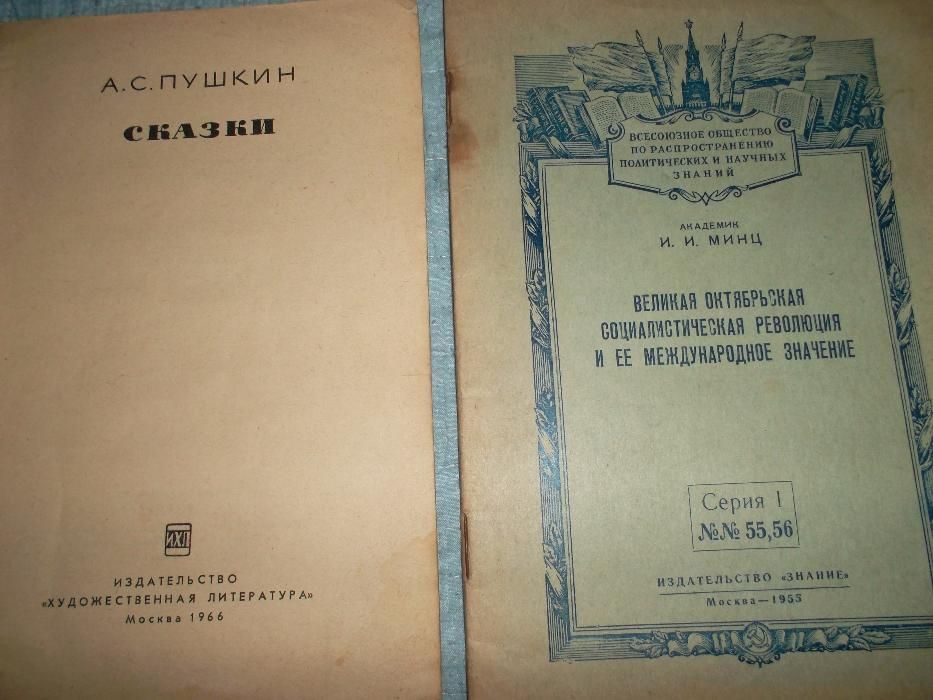 А.С.ПУШКИН
СКАЗКИ
ИХЛ
ИЗДАТЕЛЬСТВО
«ХУДОЖЕСТВЕННАЯ ЛИТЕРАТУРА»
Москва 1966
ВСЕСОЮЗНОЕ ОБЩЕСТВО
ПО РАСПРОСТРАНЕНИЮ
ПОЛИТИЧЕСКИХ И НАУЧНЫХ
ЗНАНИЙ
АКАДЕМИК
И. И. МИНЦ
ВЕЛИКАЯ ОКТЯБРЬСКАЯ
СОЦИАЛИСТИЧЕСКАЯ РЕВОЛЮЦИЯ
И ЕЕ МЕЖДУНАРОДНОЕ ЗНАЧЕНИЕ
Серия I
№№ 55,56
ИЗДАТЕЛЬСТВО «ЗНАНИЕ»
Москва—1955